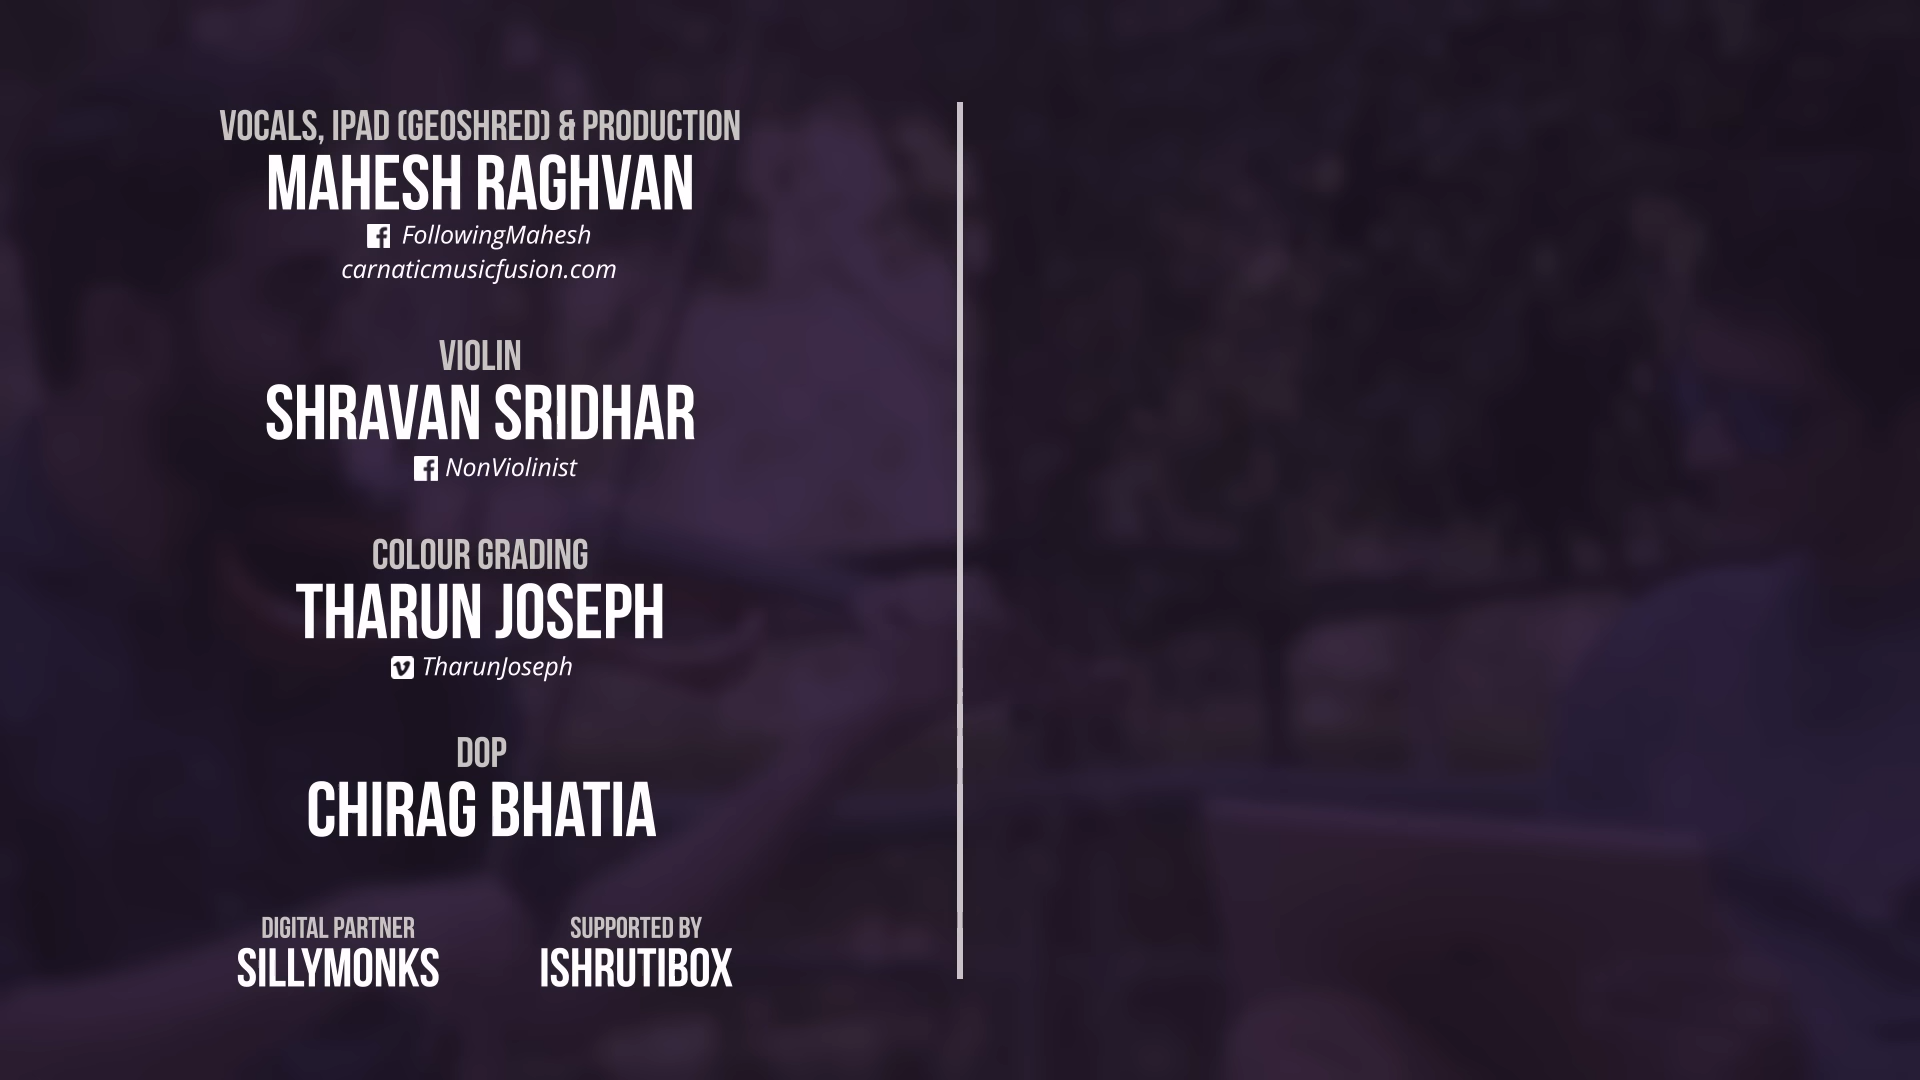 VOCALS, IPAD (GEOSHRED) & PRODUCTION
MAHESH RAGHVAN
FollowingMahesh
carnaticmusicfusion.com
VIOLIN
SHRAVAN SRIDHAR
NonViolinist
COLOUR GRADING
THARUN JOSEPH
TharunJoseph
DOP
CHIRAG BHATIA
DIGITAL PARTNER
SILLYMONKS
SUPPORTED BY
ISHRUTIBOX